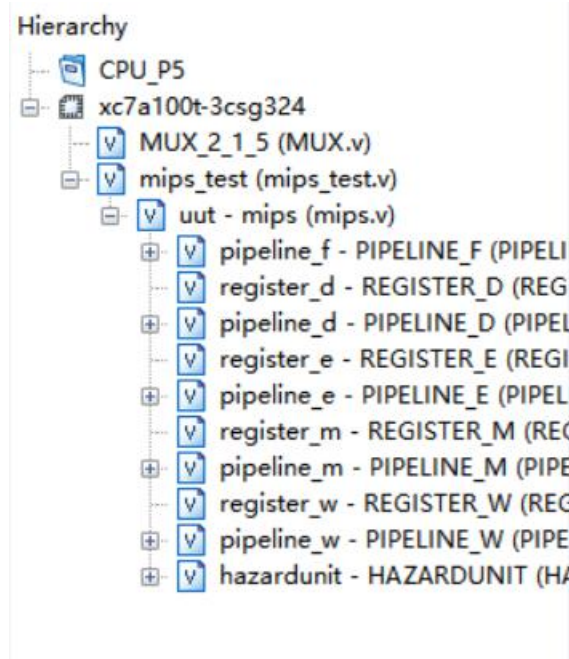 Hierarchy
CPU_P5
xc7a100t-3csg324
V MUX_2_1_5 (MUX.v)
V mips_test (mips_test.v)
V uut - mips (mips.v)
V pipeline_f - PIPELINE_F (PIPELI
V register_d - REGISTER_D (REG
V pipeline_d - PIPELINE_D (PIPEL
V register_e - REGISTER_E (REGI
V pipeline_e - PIPELINE_E (PIPEL
V register_m - REGISTER_M (REG
V pipeline_m - PIPELINE_M (PIPE
V register_w - REGISTER_W (REG
V pipeline_w - PIPELINE_W (PIPE
V hazardunit - HAZARDUNIT (HA